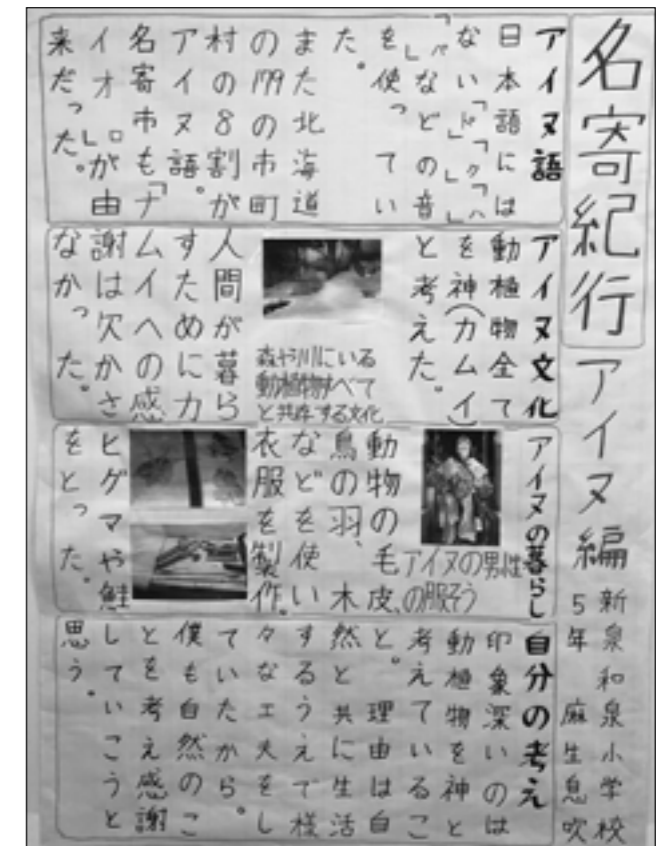 名寄紀行 アイヌ編
新泉和泉小学校
5年 麻生息吹
アイヌ語
日本語には
ない
などの音
を使ってい
た。
また北海道
の179の市町
村の8割が
アイヌ語。
名寄市も「ナ
イオロ」が由
来だった。
アイヌ文化
動植物全て
を神(カムイ)
と考えた。
森や川にいる
動植物すべて
と共存する文化
人間が暮ら
すためにカ
ムイへの感
謝は欠かさ
なかった。
アイヌの暮らし
アイヌの男性
の服そう
動物の毛皮、
鳥の羽、木
などを使い
衣服を製作。
ヒグマや鮭
をとった。
自分の考え
印象深いのは
動植物を神と
考えているこ
と。理由は自
然と共に生活
するうえで様
々な工夫をし
ていたから。
僕も自然のこ
とを考え感謝
していこうと
思う。